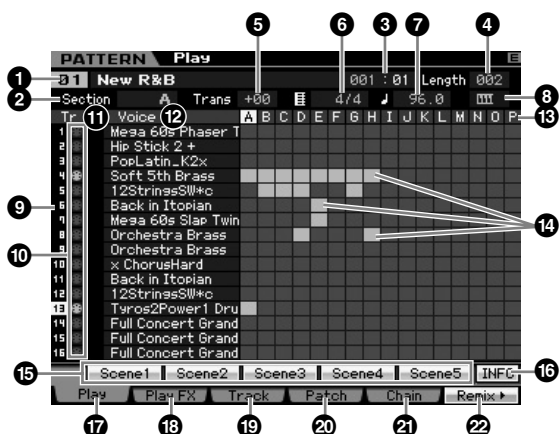 5 6 3 7 4
PATTERN Play E
1 01 New R&B 001 : 01 Length 002
2 Section A Trans +00 4/4 96.0 8
Tr 11 Voice 12 A B C D E F G H I J K L M N O P 13
1 Mega 60s Phaser T
2 Hip Stick 2 +
3 PopLatin_K2x
4 Soft 5th Brass
5 12StringsSW*c
9 6 Back in Itopian 14
7 Mega 60s Slap Twin
8 Orchestra Brass
10 9 Orchestra Brass
10 x ChorusHard
11 Back in Itopian
12 12StringsSW*c
13 Tyros2Power1 Dru
14 Full Concert Grand
15 Full Concert Grand
16 Full Concert Grand
15 Scene1 Scene2 Scene3 Scene4 Scene5 INFO 16
Play Play FX Track Patch Chain Remix
17 18 19 20 21 22